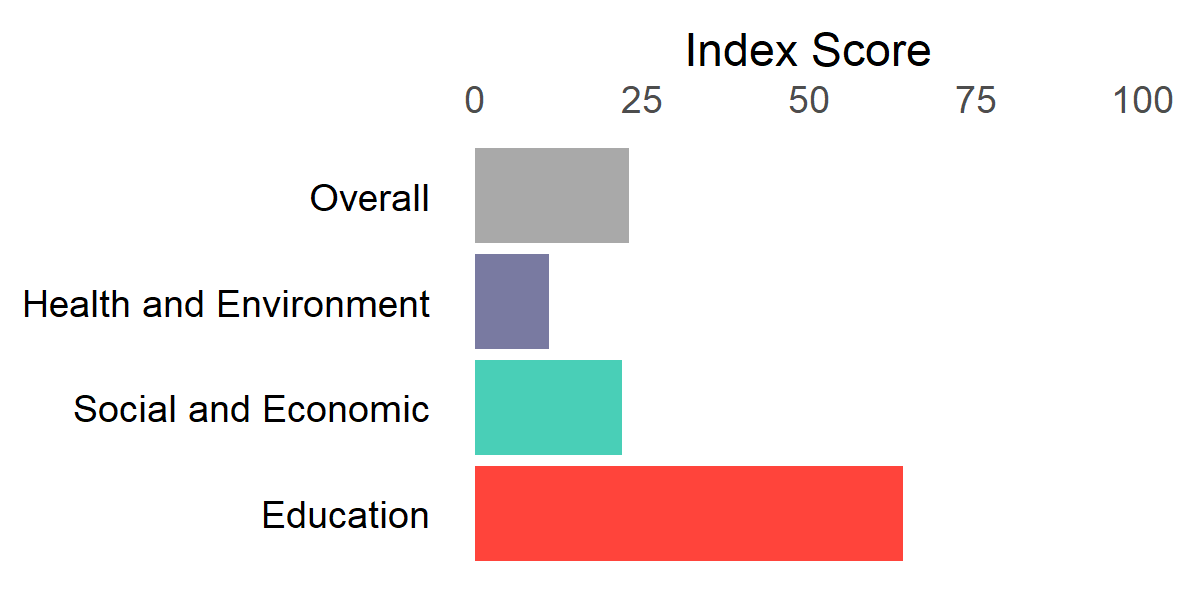 Index Score
0 25 50 75 100
Overall
Health and Environment
Social and Economic
Education